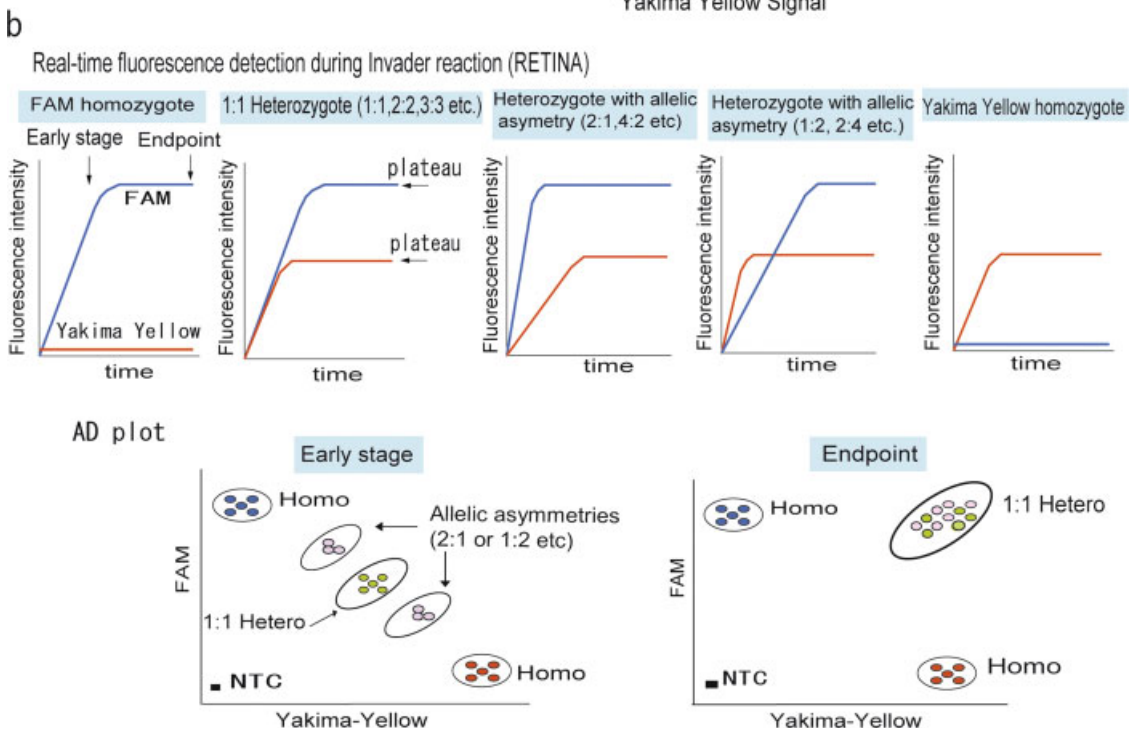 Yakima Yellow Signal
b
Real-time fluorescence detection during Invader reaction (RETINA)
FAM homozygote
1:1 Heterozygote (1:1,2:2,3:3 etc.)
Heterozygote with allelic
asymetry (2:1,4:2 etc)
Heterozygote with allelic
asymetry (1:2, 2:4 etc.)
Yakima Yellow homozygote
Early stage
Endpoint
Fluorescence intensity
FAM
Yakima Yellow
time
Fluorescence intensity
plateau
plateau
time
Fluorescence intensity
time
Fluorescence intensity
time
Fluorescence intensity
time
AD plot
Early stage
FAM
Homo
Allelic asymmetries
(2:1 or 1:2 etc)
1:1 Hetero
Homo
NTC
Yakima-Yellow
Endpoint
FAM
Homo
1:1 Hetero
Homo
NTC
Yakima-Yellow